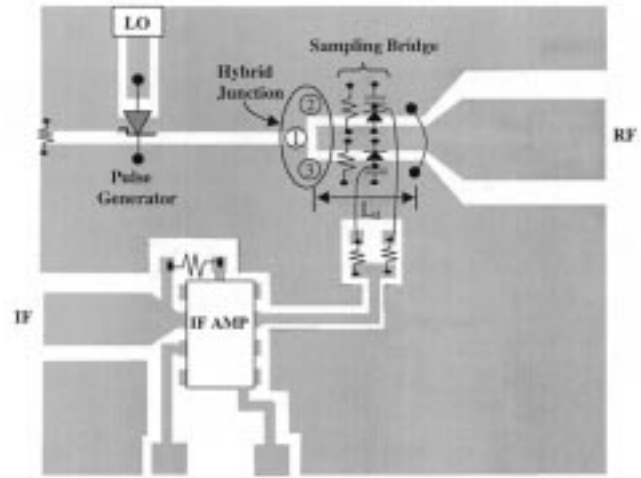 LO
Sampling Bridge
Hybrid
Junction
2
1
3
RF
Pulse
Generator
IF
IF AMP